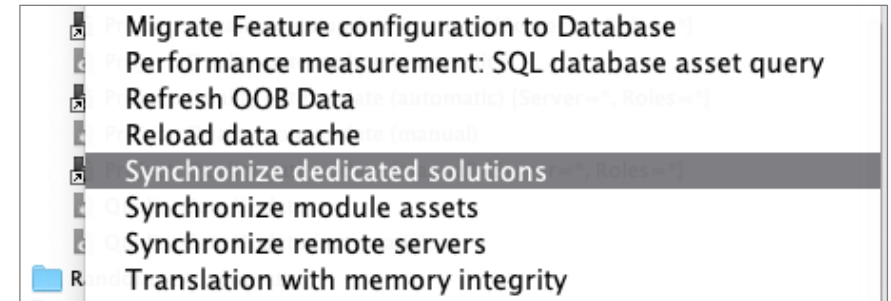 Migrate Feature configuration to Database
Performance measurement: SQL database asset query
Refresh OOB Data
Reload data cache
Synchronize dedicated solutions
Synchronize module assets
Synchronize remote servers
Translation with memory integrity